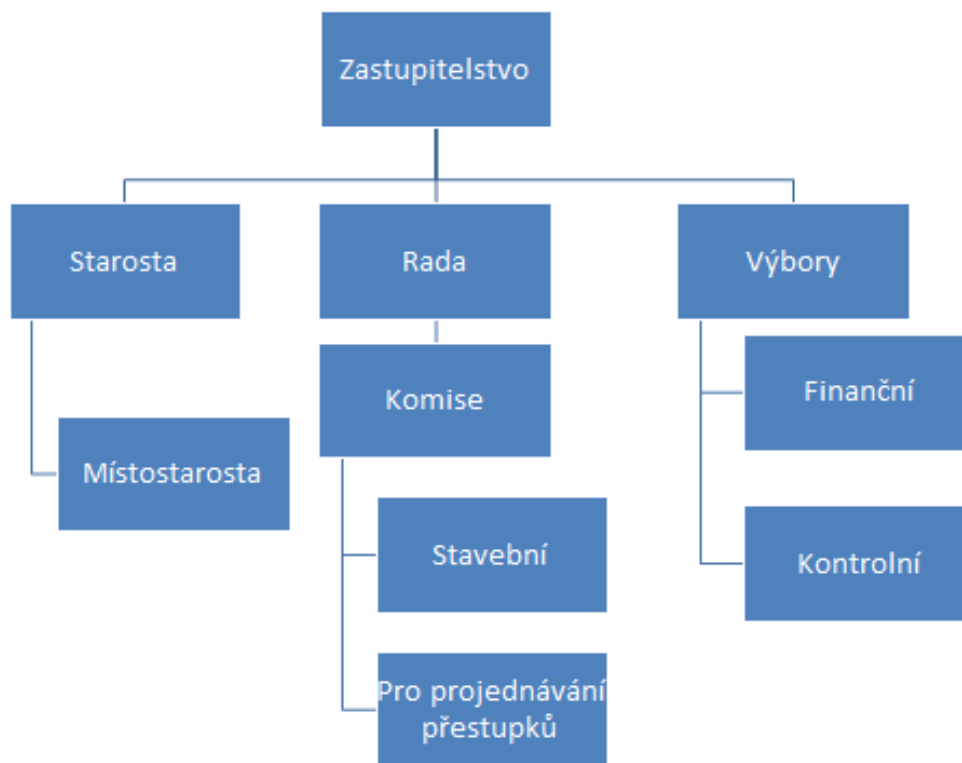 Zastupitelstvo
Starosta
Rada
Výbory
Komise
Finanční
Místostarosta
Stavební
Kontrolní
Pro projednávání
přestupků